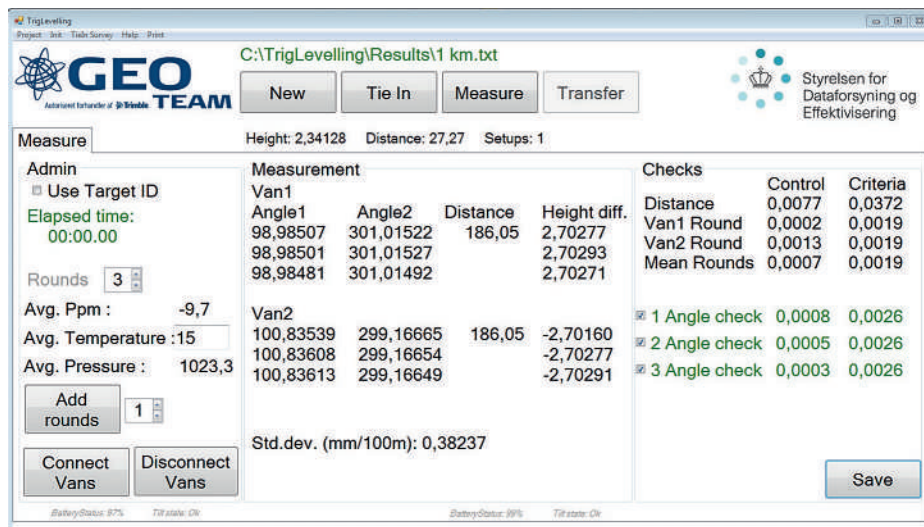 TrigLevelling
Project Init TieIn Survey Help Print
GEO
TEAM
Autoriseret forhandler af Trimble
C:\TrigLevelling\Results\1 km.txt
New Tie In Measure Transfer
Styrelsen for
Dataforsyning og
Effektivisering
Measure
Height: 2,34128 Distance: 27,27 Setups: 1
Admin
Use Target ID
Elapsed time:
00:00.00
Rounds 3
Avg. Ppm : -9,7
Avg. Temperature : 15
Avg. Pressure : 1023,3
Add
rounds
1
Connect
Vans
Disconnect
Vans
Measurement
Van1
Angle1 Angle2 Distance Height diff.
98,98507 301,01522 186,05 2,70277
98,98501 301,01527 2,70293
98,98481 301,01492 2,70271
Van2
100,83539 299,16665 186,05 -2,70160
100,83608 299,16654 -2,70277
100,83613 299,16649 -2,70291
Std.dev. (mm/100m): 0,38237
Checks
Control Criteria
Distance 0,0077 0,0372
Van1 Round 0,0002 0,0019
Van2 Round 0,0013 0,0019
Mean Rounds 0,0007 0,0019
1 Angle check 0,0008 0,0026
2 Angle check 0,0005 0,0026
3 Angle check 0,0003 0,0026
Save
BatteryStatus: 97% Tilt state: Ok
BatteryStatus: 99% Tilt state: Ok